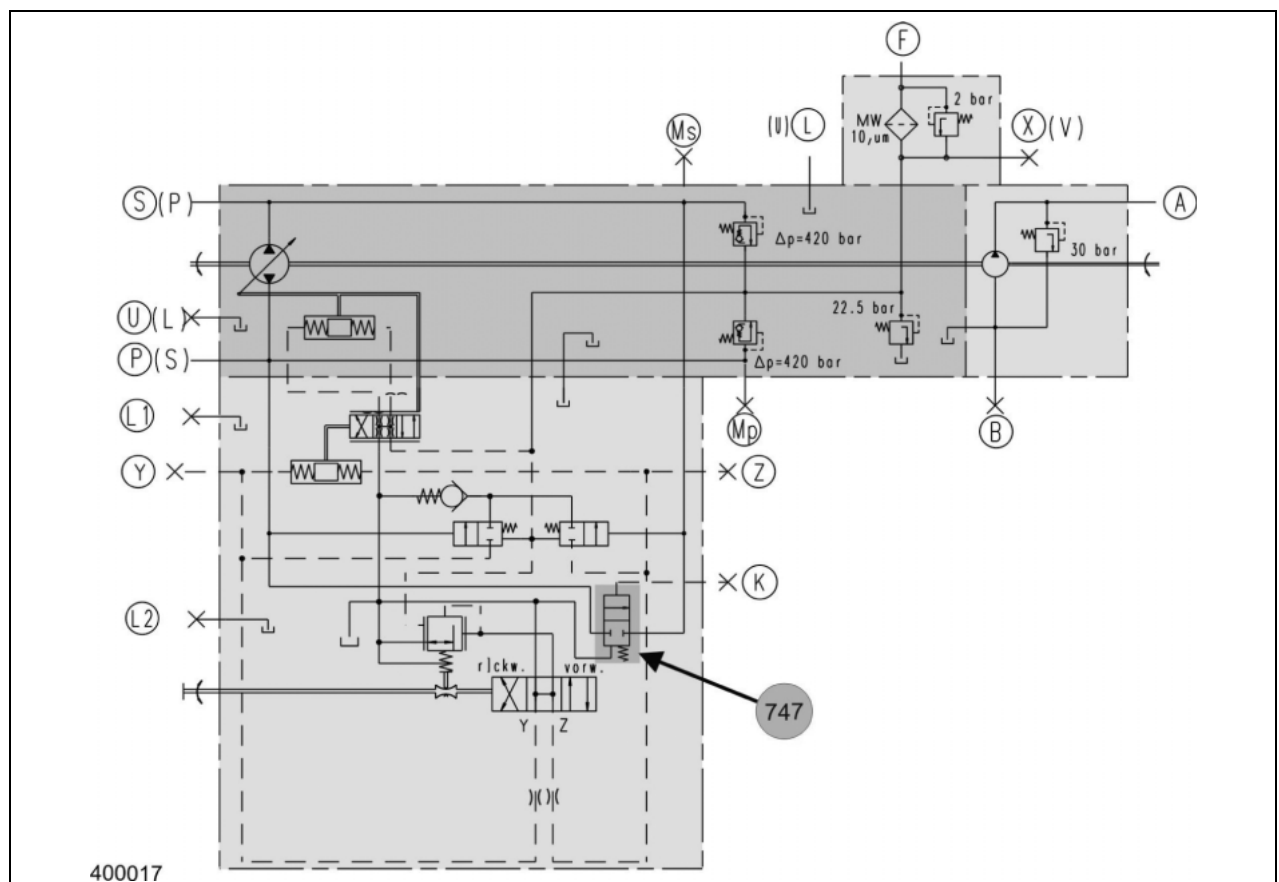 F
2 bar
MW
10,um
X (V)
Ms
(U) L
S (P)
A
Δp=420 bar
30 bar
22.5 bar
U (L)
P (S)
Δp=420 bar
L1
Mp
B
Y
Z
K
L2
r]ckw. vorw.
747
Y Z
400017